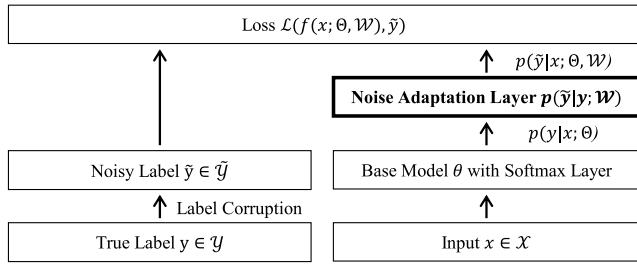 Loss ℒ(f(x; Θ, 𝒲), ỹ)
p(ỹ|x; Θ, 𝒲)
Noise Adaptation Layer p(ỹ|y; 𝒲)
p(y|x; Θ)
Noisy Label ỹ ∈ 𝒴̃
Base Model θ with Softmax Layer
Label Corruption
True Label y ∈ 𝒴
Input x ∈ 𝒳